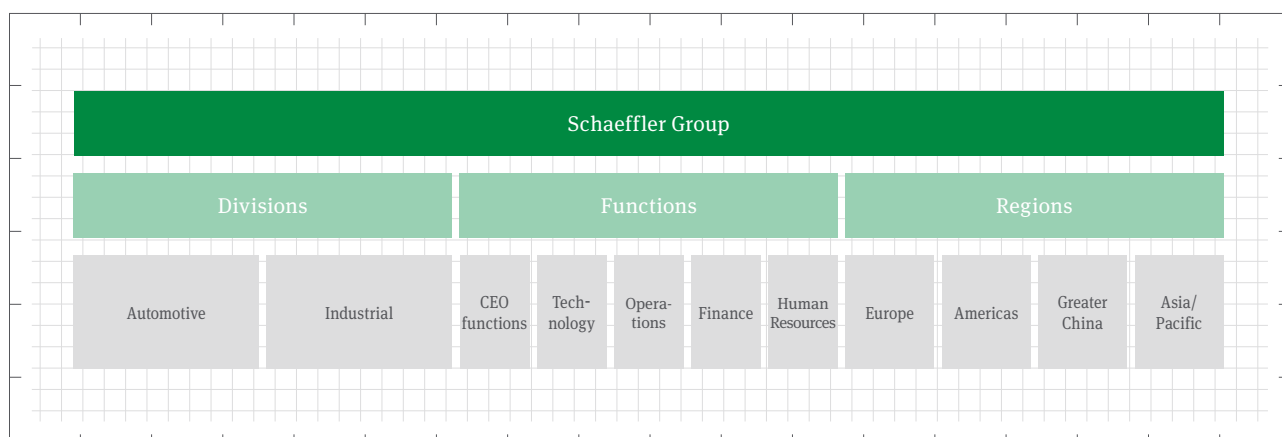 Schaeffler Group
Divisions
Functions
Regions
Automotive
Industrial
CEO
functions
Tech-
nology
Opera-
tions
Finance
Human
Resources
Europe
Americas
Greater
China
Asia/
Pacific